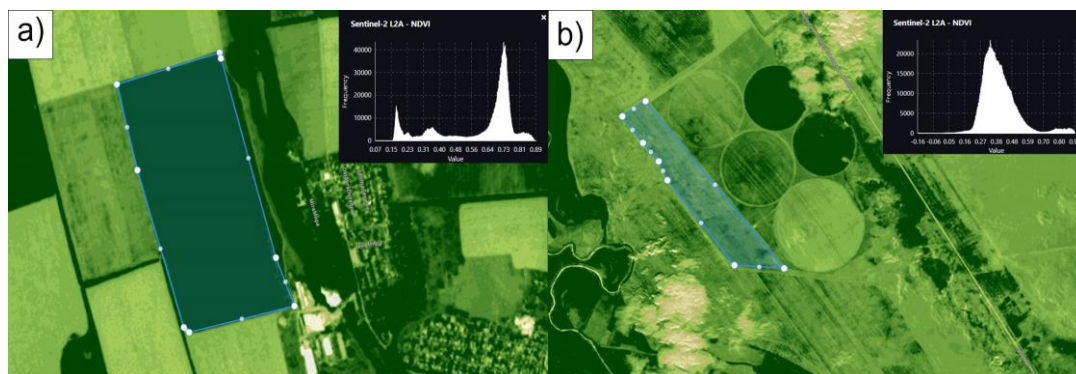 a)
Sentinel-2 L2A - NDVI
x
Frequency
40000
30000
20000
10000
0
0.07 0.15 0.23 0.32 0.40 0.48 0.56 0.64 0.73 0.81 0.89
Value
b)
Sentinel-2 L2A - NDVI
Frequency
20000
15000
10000
5000
0
-0.16 -0.06 0.05 0.16 0.27 0.38 0.48 0.59 0.70 0.80
Value